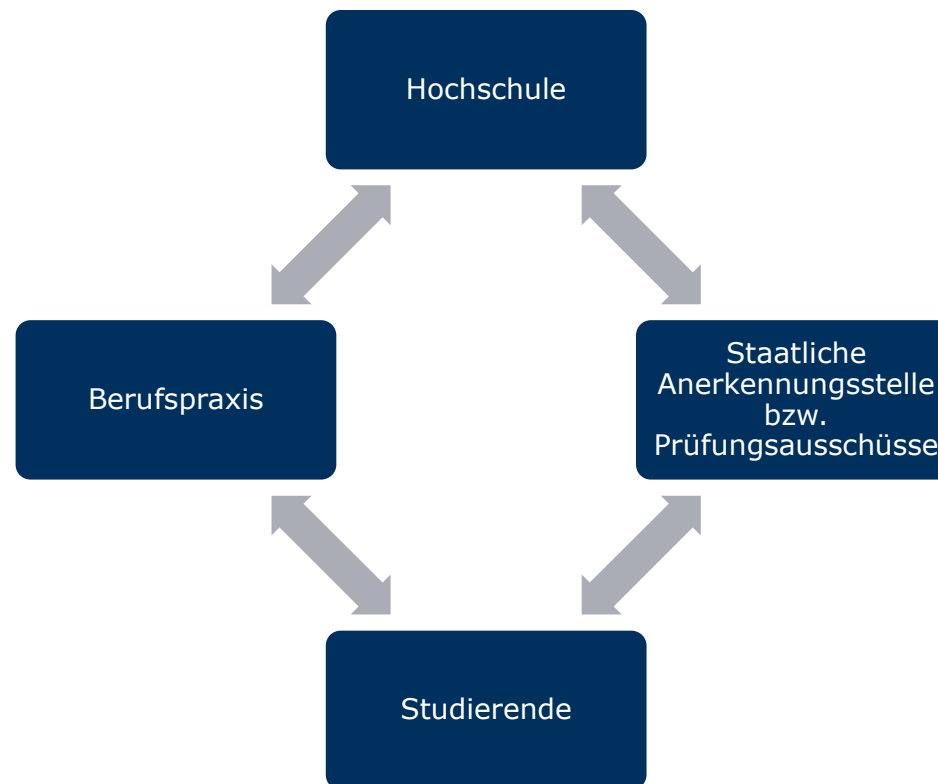 Hochschule
Berufspraxis
Staatliche
Anerkennungsstelle
bzw.
Prüfungsausschüsse
Studierende